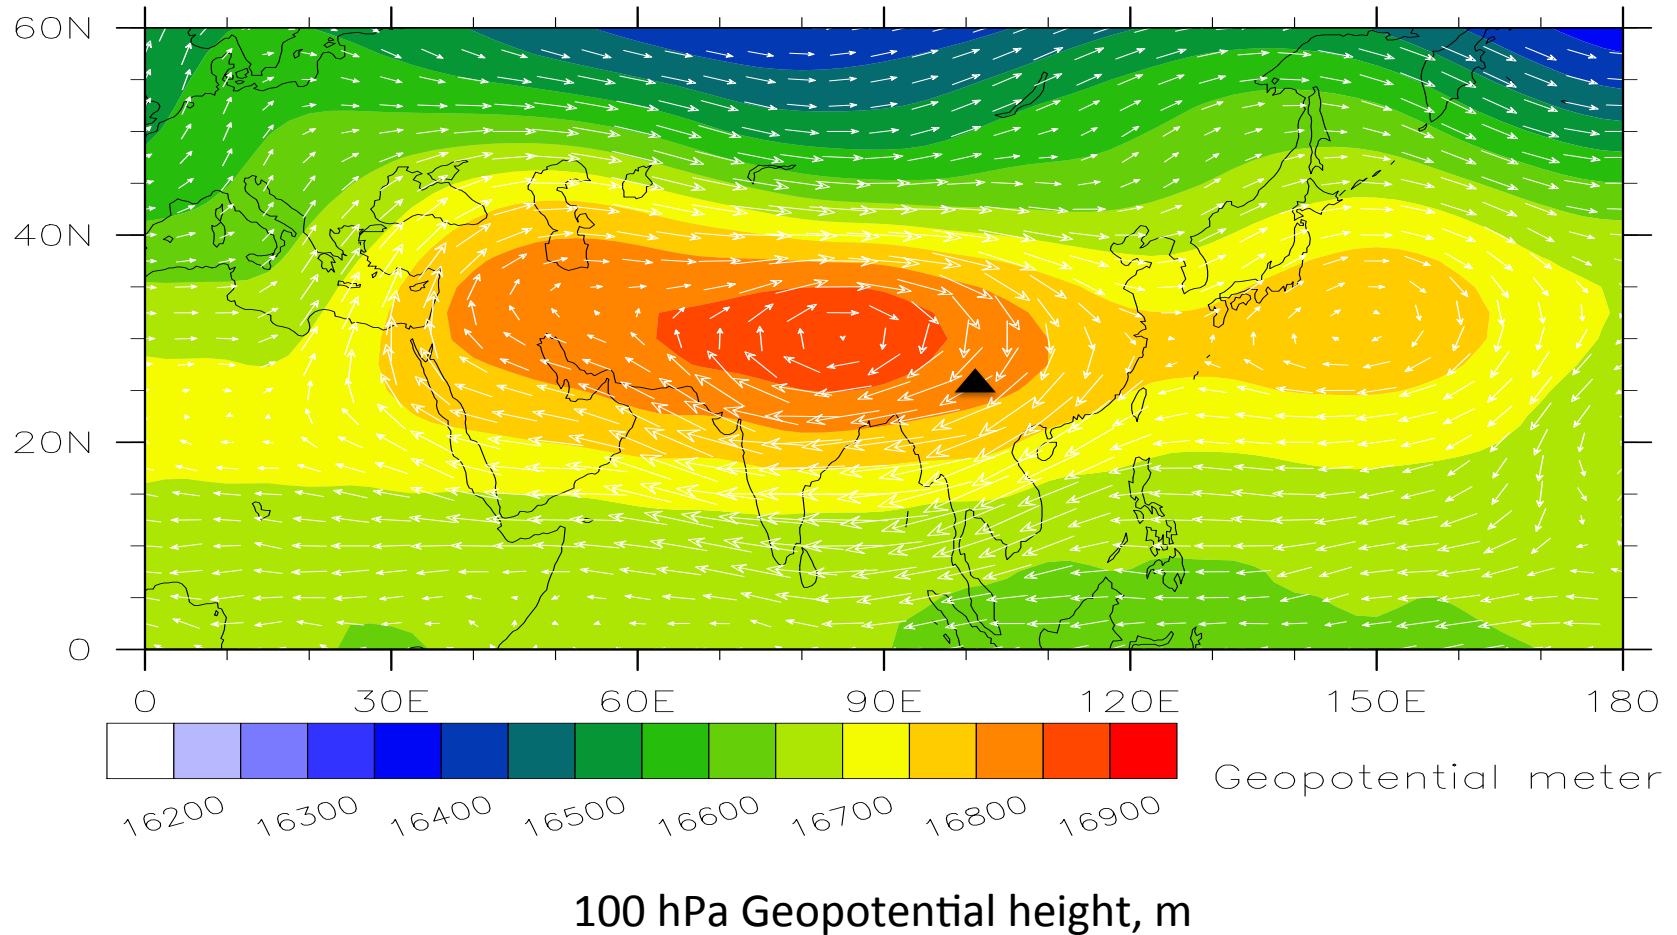 60N
40N
20N
0
0 30E 60E 90E 120E 150E 180
16200 16300 16400 16500 16600 16700 16800 16900
Geopotential meter
100 hPa Geopotential height, m